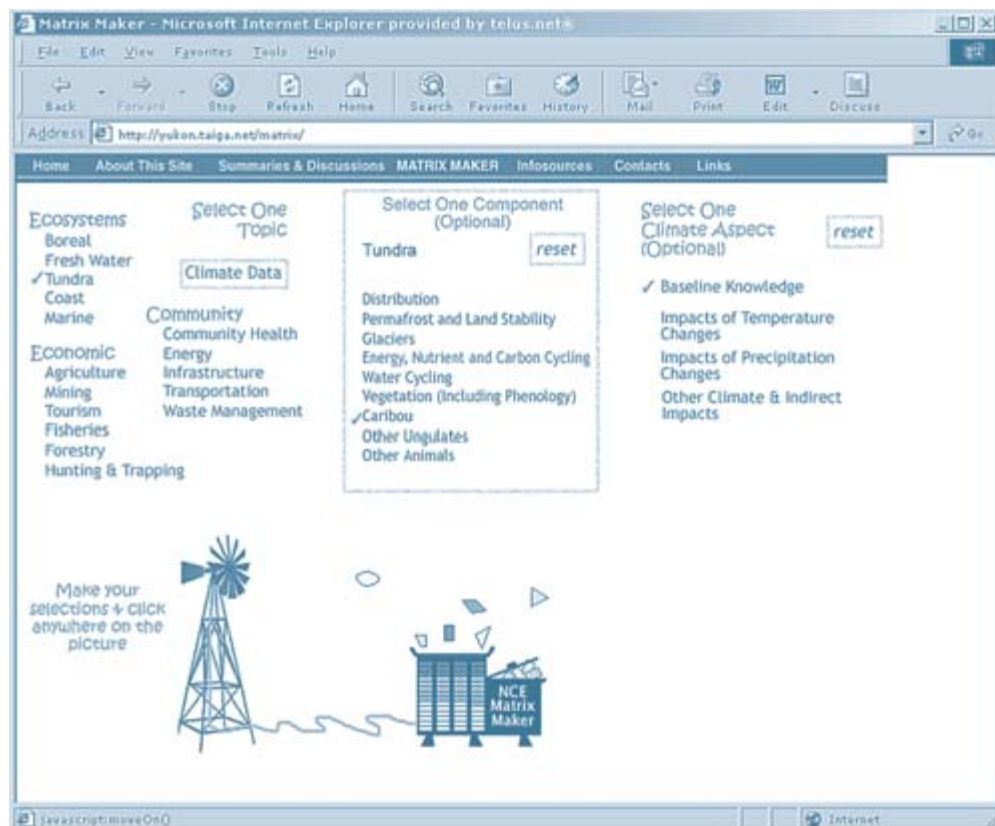 Matrix Maker - Microsoft Internet Explorer provided by telus.net®
File Edit View Favorites Tools Help
Back Forward Stop Refresh Home Search Favorites History Mail Print Edit Discuss
Address http://yukon.taiga.net/matrix/ Go
Home About This Site Summaries & Discussions MATRIX MAKER Infosources Contacts Links
Select One
Topic
Ecosystems
Boreal
Fresh Water
✓Tundra
Coast
Marine
Economic
Agriculture
Mining
Tourism
Fisheries
Forestry
Hunting & Trapping
Climate Data
Community
Community Health
Energy
Infrastructure
Transportation
Waste Management
Select One Component
(Optional)
Tundra reset
Distribution
Permafrost and Land Stability
Glaciers
Energy, Nutrient and Carbon Cycling
Water Cycling
Vegetation (Including Phenology)
✓Caribou
Other Ungulates
Other Animals
Select One
Climate Aspect
(Optional)
reset
✓ Baseline Knowledge
Impacts of Temperature
Changes
Impacts of Precipitation
Changes
Other Climate & Indirect
Impacts
Make your
selections & click
anywhere on the
picture
NCE
Matrix
Maker
javascript:moveOn() Internet